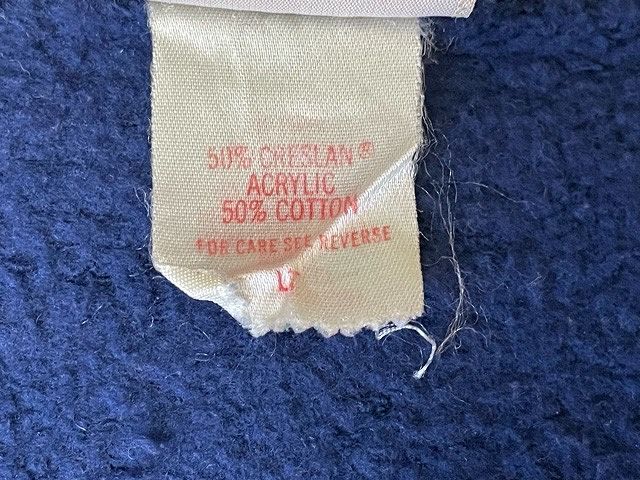 50% CRESLAN®
ACRYLIC
50% COTTON
FOR CARE SEE REVERSE